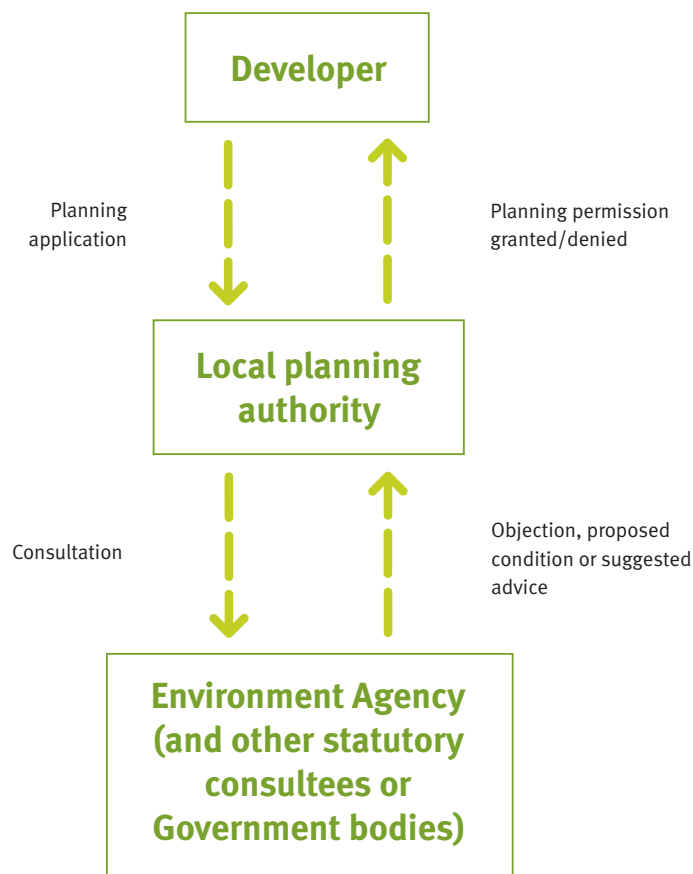 Developer
Planning
application
Planning permission
granted/denied
Local planning
authority
Consultation
Objection, proposed
condition or suggested
advice
Environment Agency
(and other statutory
consultees or
Government bodies)